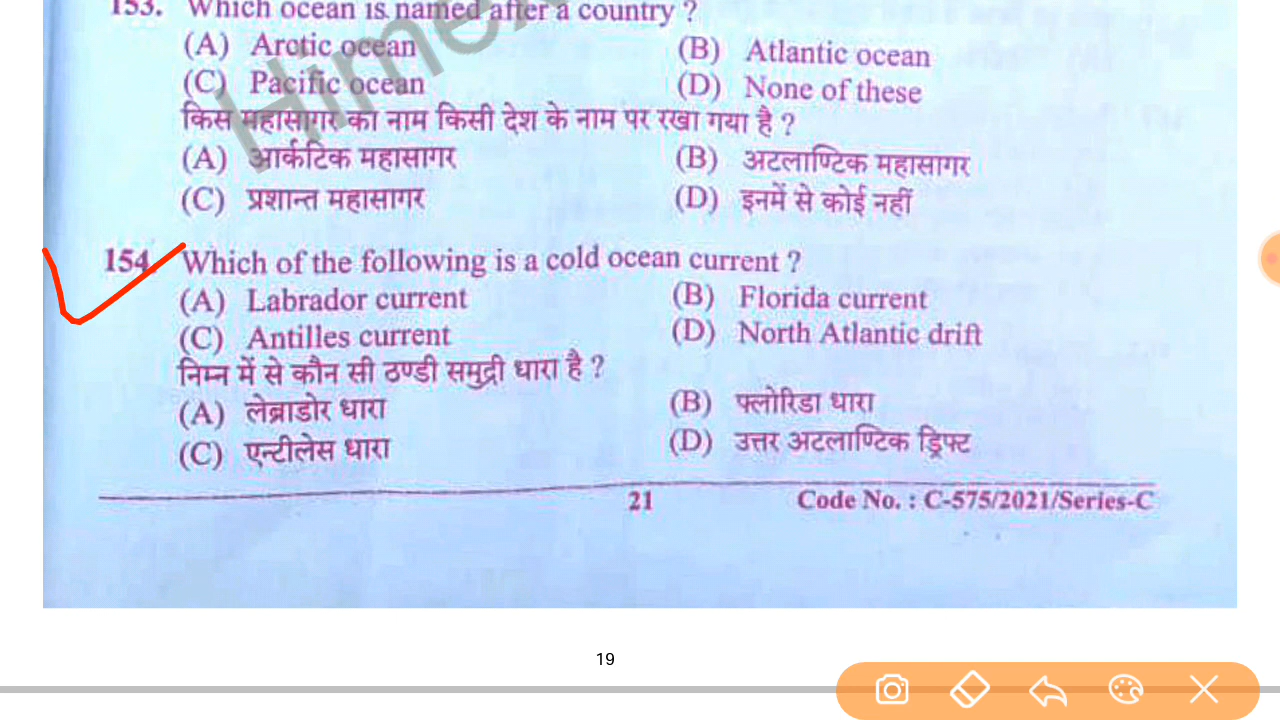 153. Which ocean is named after a country ?
(A) Arctic ocean (B) Atlantic ocean
(C) Pacific ocean (D) None of these
किस महासागर का नाम किसी देश के नाम पर रखा गया है ?
(A) आर्कटिक महासागर (B) अटलाण्टिक महासागर
(C) प्रशान्त महासागर (D) इनमें से कोई नहीं
154. Which of the following is a cold ocean current ?
(A) Labrador current (B) Florida current
(C) Antilles current (D) North Atlantic drift
निम्न में से कौन सी ठण्डी समुद्री धारा है ?
(A) लेब्राडोर धारा (B) फ्लोरिडा धारा
(C) एन्टीलेस धारा (D) उत्तर अटलाण्टिक ड्रिफ्ट
21 Code No. : C-575/2021/Series-C
19